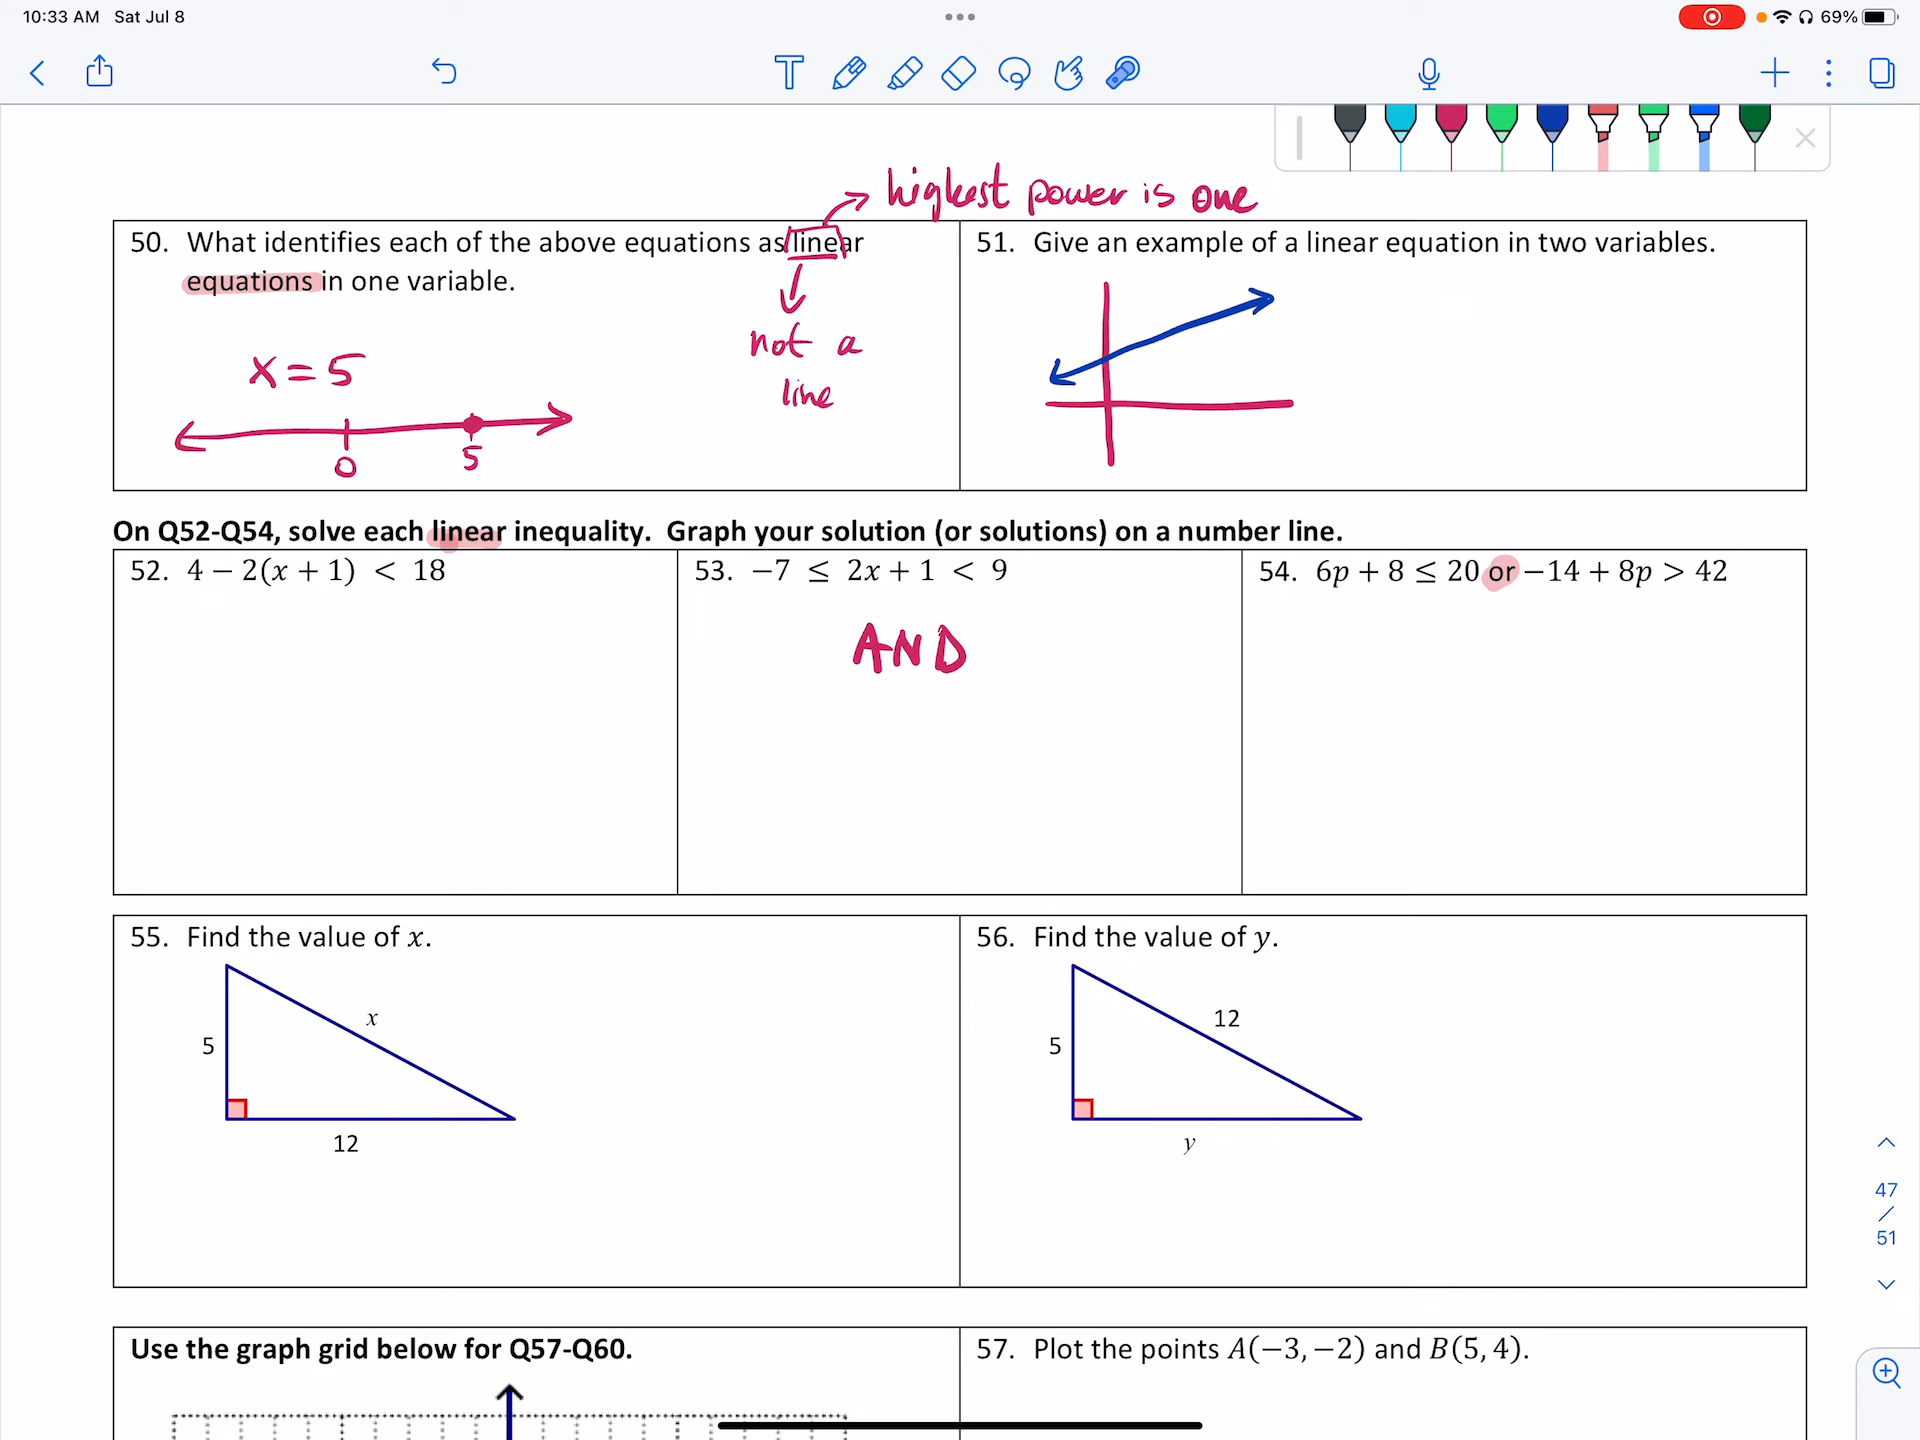 10:33 AM Sat Jul 8
69%
highest power is one
50. What identifies each of the above equations as linear
equations in one variable.
not a
line
x = 5
0 5
51. Give an example of a linear equation in two variables.
On Q52-Q54, solve each linear inequality. Graph your solution (or solutions) on a number line.
52. 4 − 2(x + 1) < 18
53. −7 ≤ 2x + 1 < 9
AND
54. 6p + 8 ≤ 20 or −14 + 8p > 42
55. Find the value of x.
x
5
12
56. Find the value of y.
12
5
y
47
/
51
Use the graph grid below for Q57-Q60.
57. Plot the points A(−3, −2) and B(5, 4).